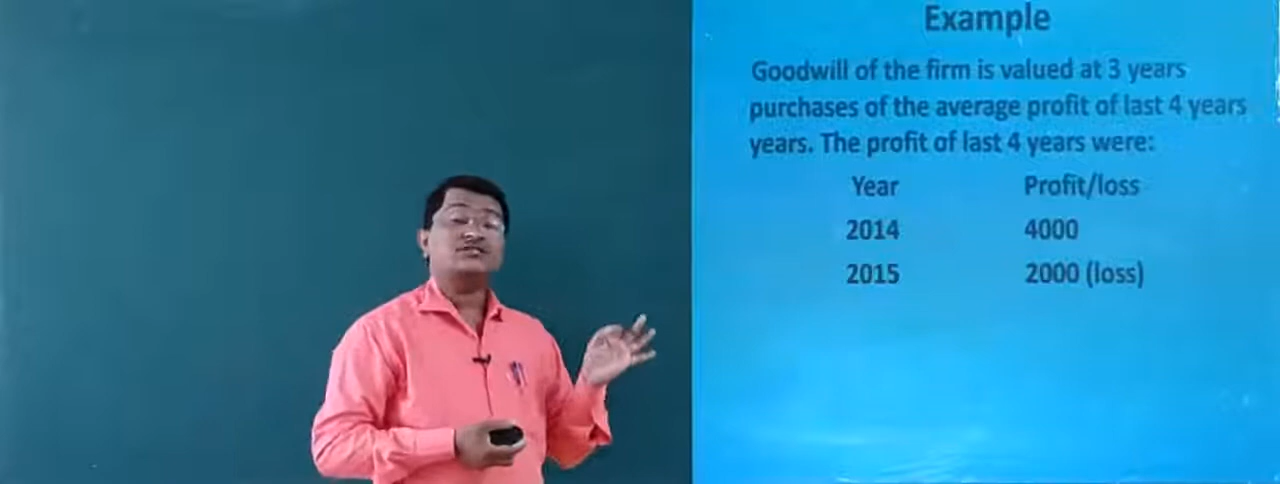 Example
Goodwill of the firm is valued at 3 years
purchases of the average profit of last 4 years
years. The profit of last 4 years were:
Year Profit/loss
2014 4000
2015 2000 (loss)